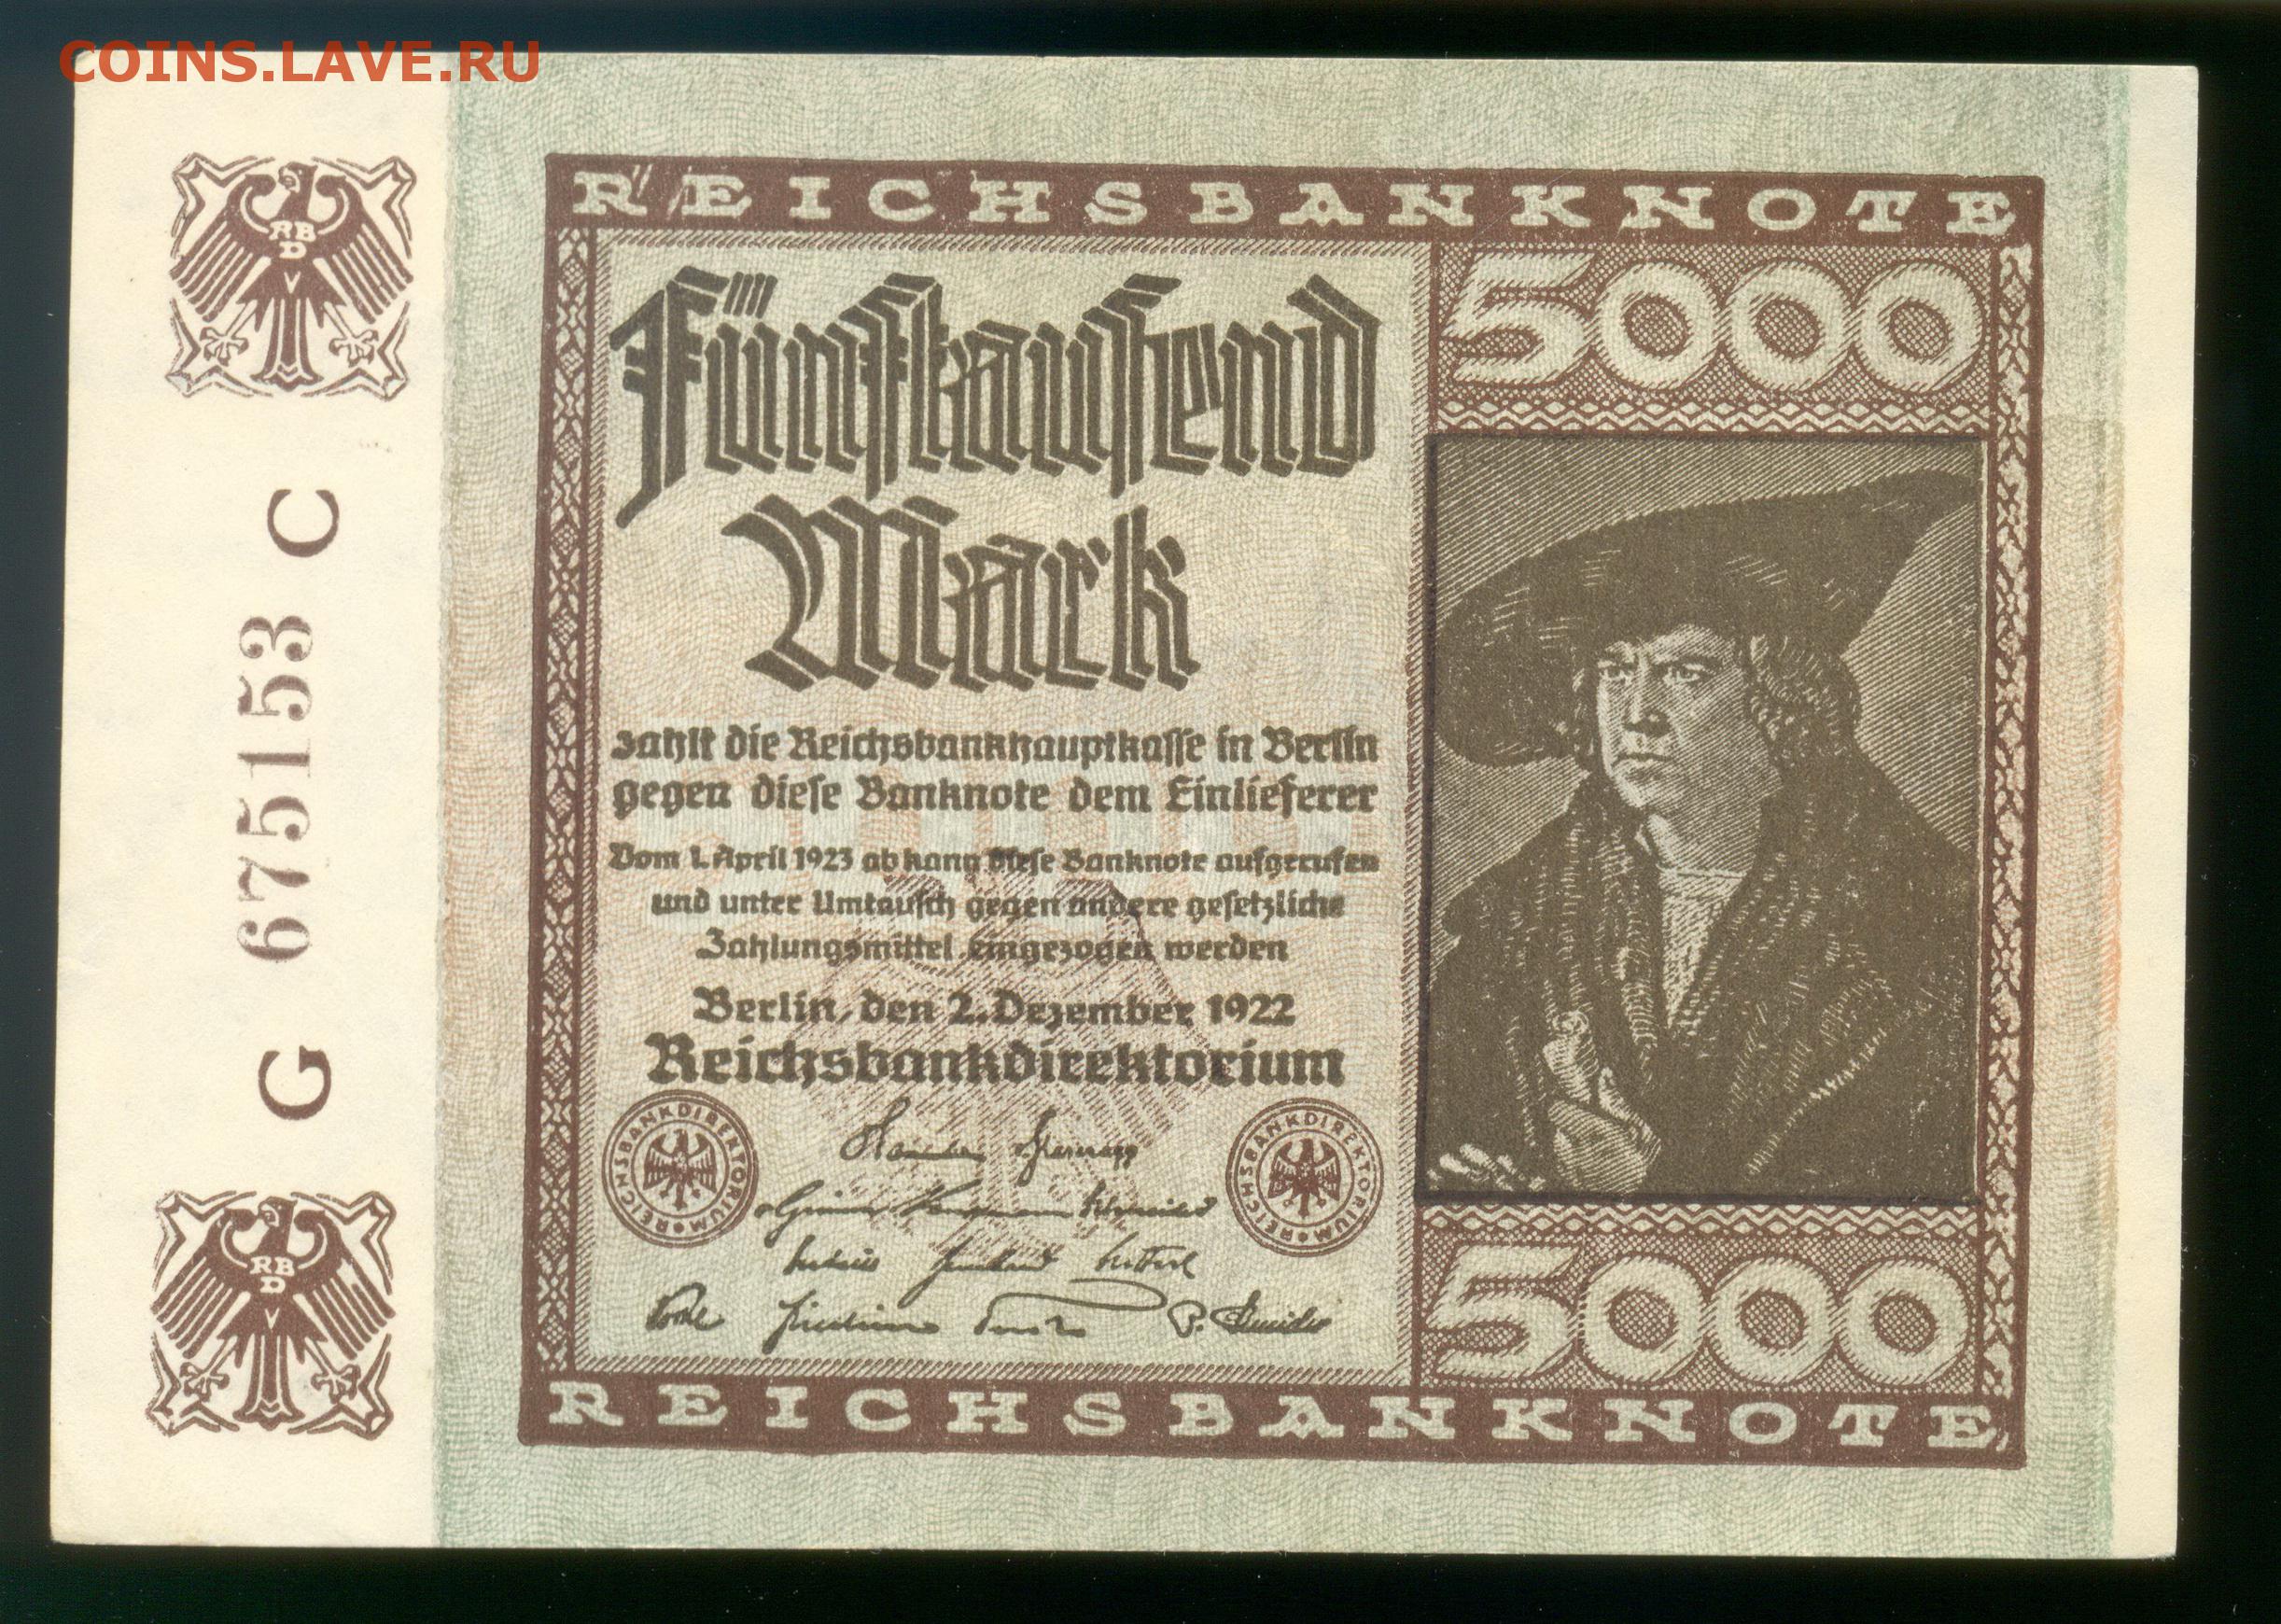 COINS.LAVE.RU
REICHSBANKNOTE
5000
Fünftauſend
Mark
zahlt die Reichsbankhauptkaſſe in Berlin
gegen dieſe Banknote dem Einlieferer
Vom 1. April 1923 ab kann dieſe Banknote aufgerufen
und unter Umtauſch gegen andere geſetzliche
Zahlungsmittel eingezogen werden
Berlin, den 2. Dezember 1922
Reichsbankdirektorium
REICHSBANKDIREKTORIUM
REICHSBANKDIREKTORIUM
5000
REICHSBANKNOTE
RBD
G 675153 C
RBD